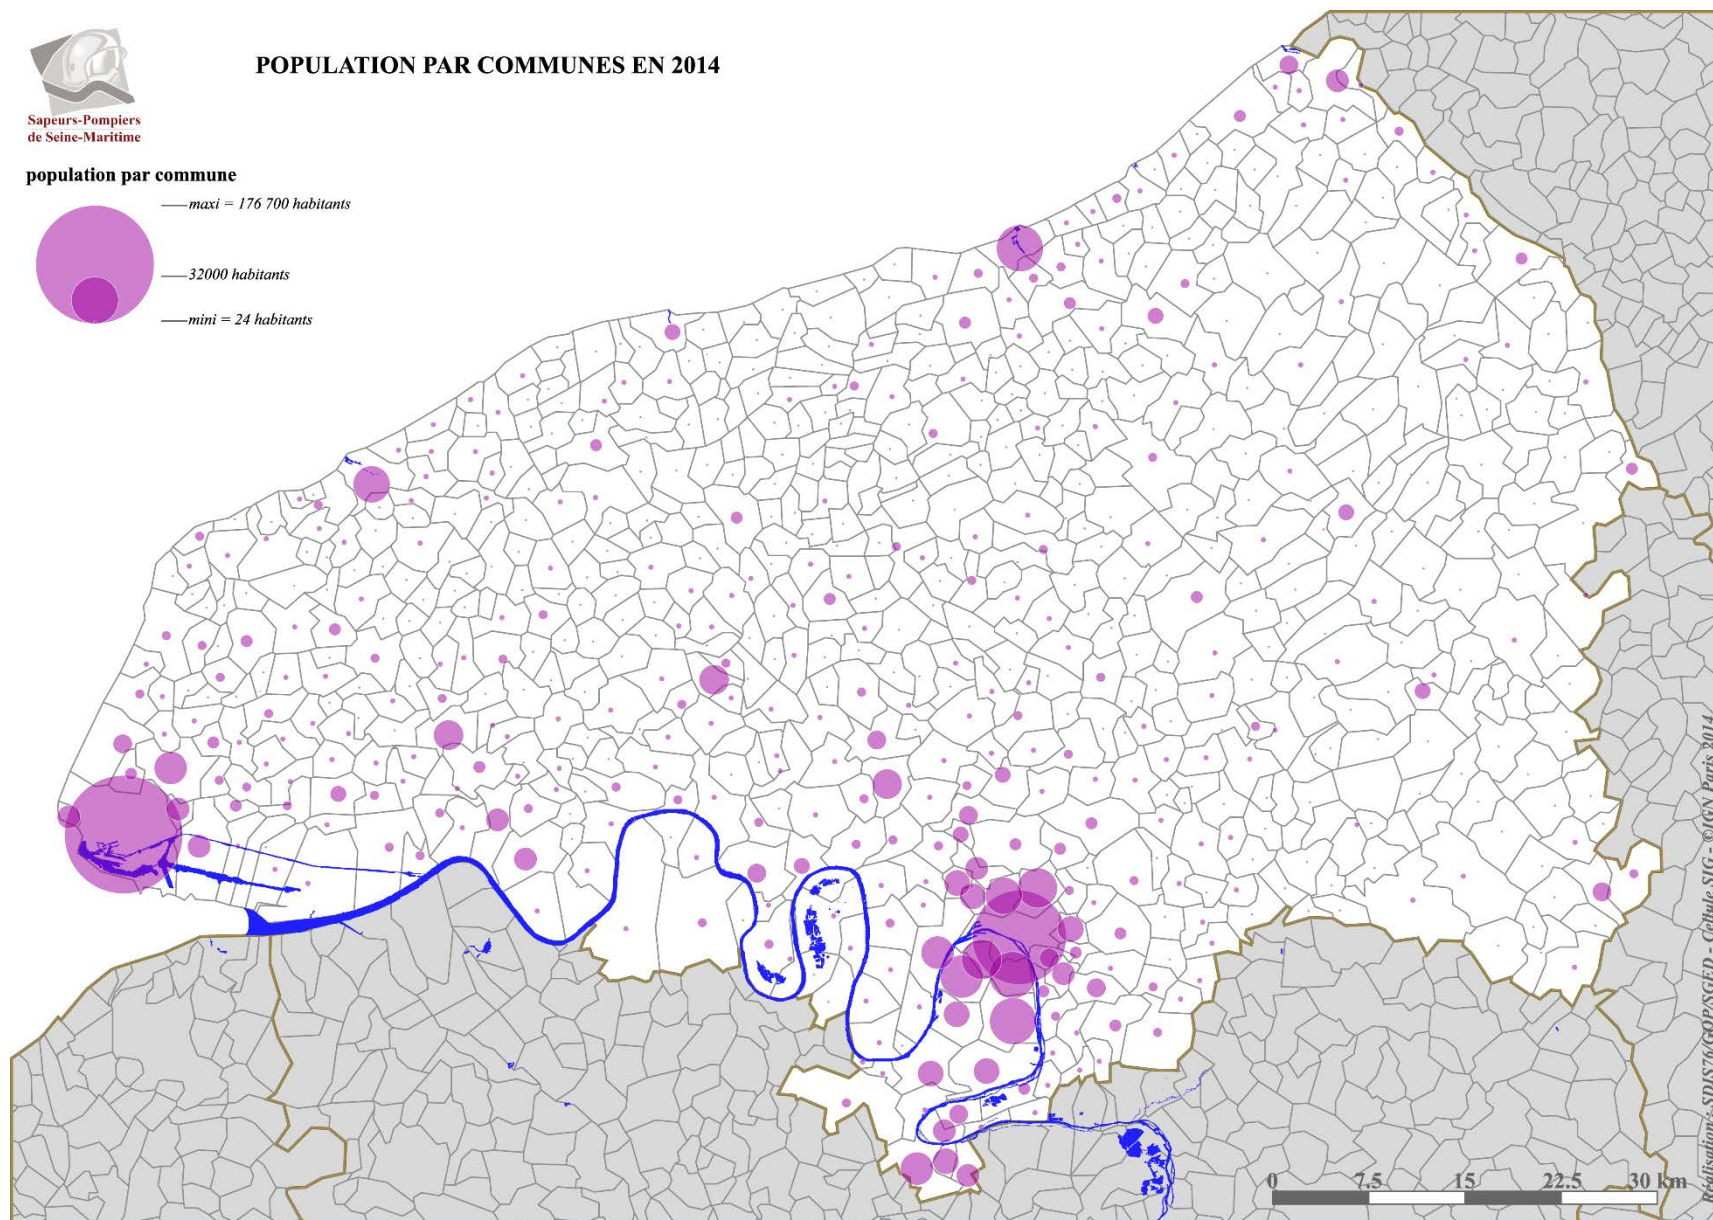 POPULATION PAR COMMUNES EN 2014
Sapeurs-Pompiers
de Seine-Maritime
population par commune
maxi = 176 700 habitants
32000 habitants
mini = 24 habitants
0 7.5 15 22.5 30 km
Réalisation : SDIS76/GOP/SGED - Cellule SIG - ©IGN Paris 2014